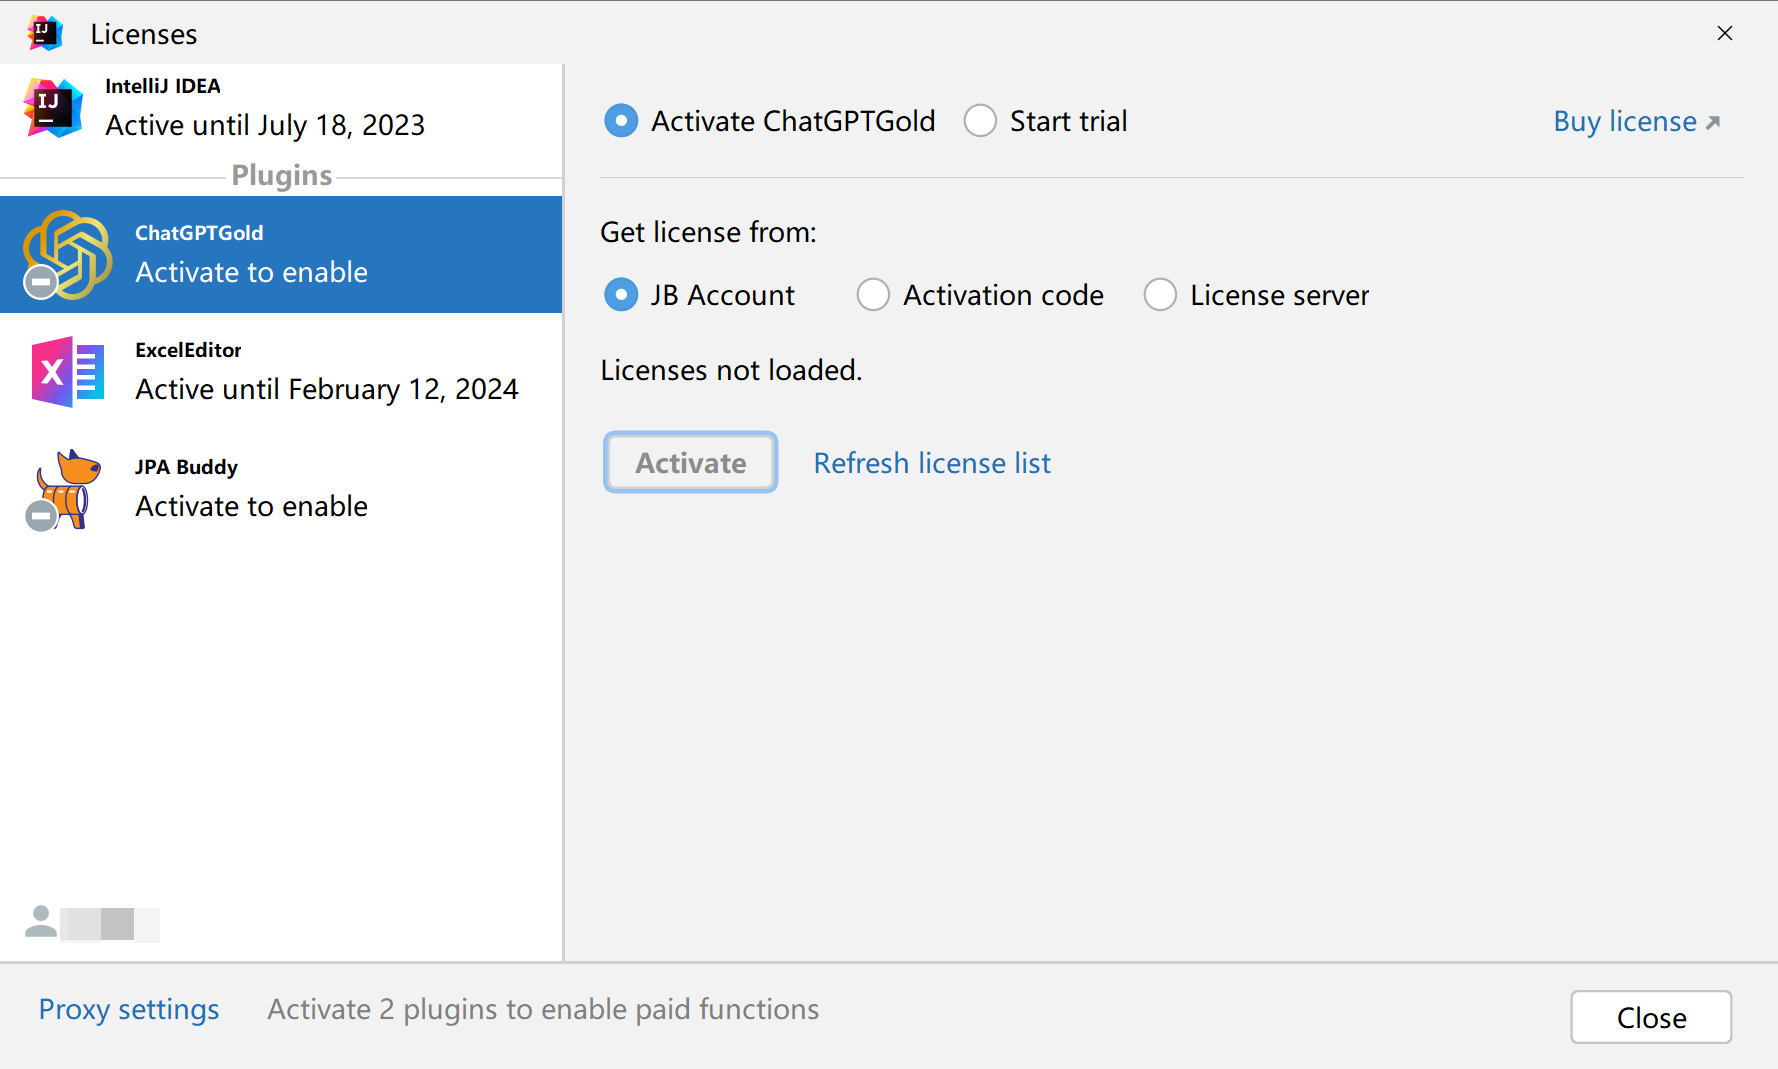 IJ
Licenses
IJ
IntelliJ IDEA
Active until July 18, 2023
Plugins
ChatGPTGold
Activate to enable
X
ExcelEditor
Active until February 12, 2024
JPA Buddy
Activate to enable
Activate ChatGPTGold
Start trial
Buy license
Get license from:
JB Account
Activation code
License server
Licenses not loaded.
Activate
Refresh license list
Proxy settings
Activate 2 plugins to enable paid functions
Close